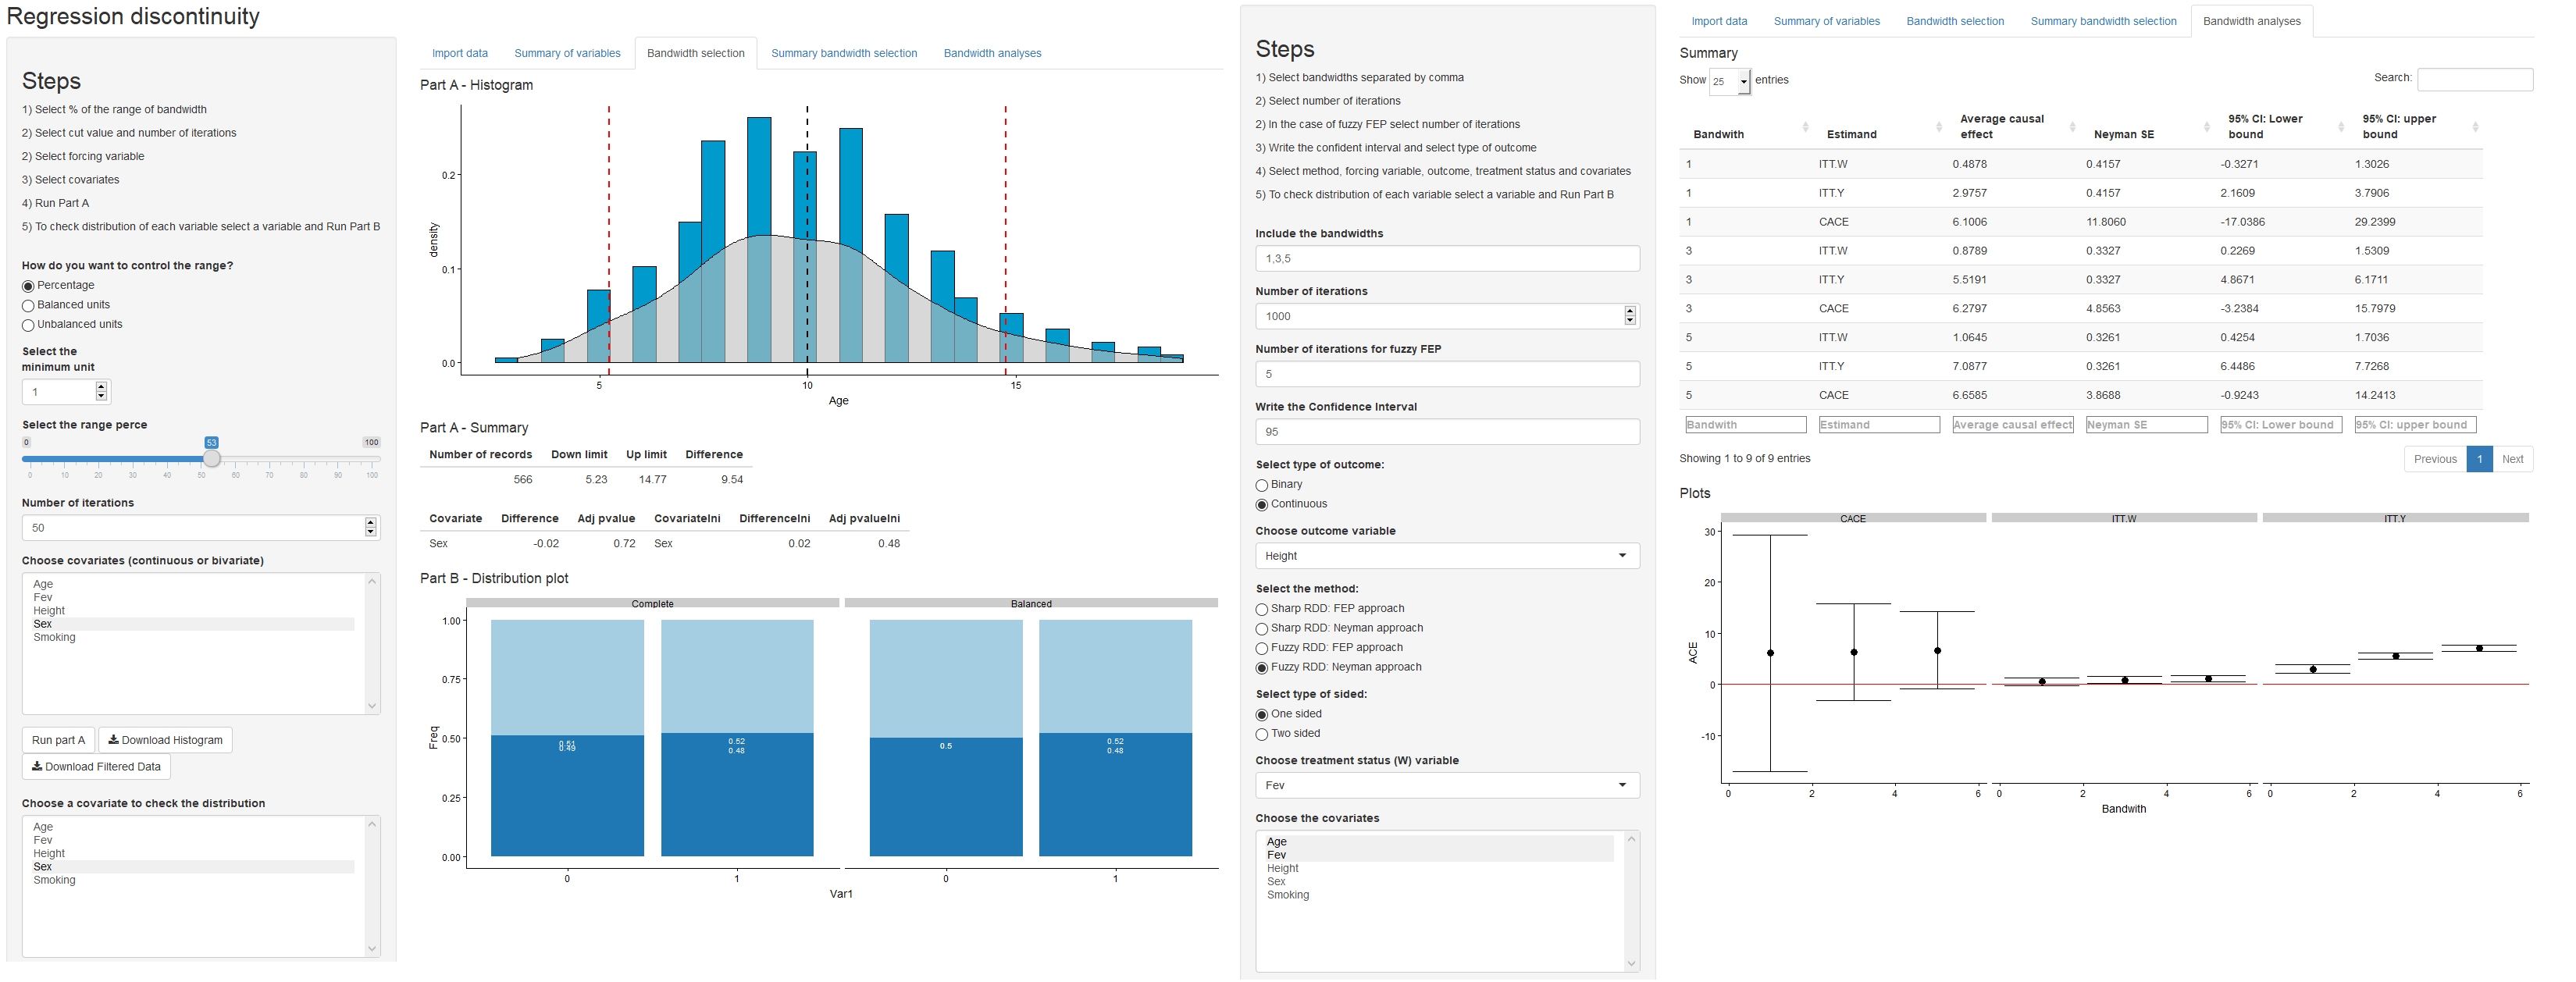 Regression discontinuity
Steps
1) Select % of the range of bandwidth
2) Select cut value and number of iterations
2) Select forcing variable
3) Select covariates
4) Run Part A
5) To check distribution of each variable select a variable and Run Part B
How do you want to control the range?
Percentage
Balanced units
Unbalanced units
Select the
minimum unit
1
Select the range perce
0 53 100
0 10 20 30 40 50 60 70 80 90 100
Number of iterations
50
Choose covariates (continuous or bivariate)
Age
Fev
Height
Sex
Smoking
Run part A Download Histogram
Download Filtered Data
Choose a covariate to check the distribution
Age
Fev
Height
Sex
Smoking
Import data Summary of variables Bandwidth selection Summary bandwidth selection Bandwidth analyses
Part A - Histogram
0.2
0.1
0.0
density
5 10 15
Age
Part A - Summary
Number of records Down limit Up limit Difference
566 5.23 14.77 9.54
Covariate Difference Adj pvalue CovariateIni DifferenceIni Adj pvalueIni
Sex -0.02 0.72 Sex 0.02 0.48
Part B - Distribution plot
Complete Balanced
1.00
0.75
0.50
0.25
0.00
Freq
0.51 0.52 0.5 0.52
0.49 0.48 0.48
0 1 0 1
Var1
Steps
1) Select bandwidths separated by comma
2) Select number of iterations
2) In the case of fuzzy FEP select number of iterations
3) Write the confident interval and select type of outcome
4) Select method, forcing variable, outcome, treatment status and covariates
5) To check distribution of each variable select a variable and Run Part B
Include the bandwidths
1,3,5
Number of iterations
1000
Number of iterations for fuzzy FEP
5
Write the Confidence Interval
95
Select type of outcome:
Binary
Continuous
Choose outcome variable
Height
Select the method:
Sharp RDD: FEP approach
Sharp RDD: Neyman approach
Fuzzy RDD: FEP approach
Fuzzy RDD: Neyman approach
Select type of sided:
One sided
Two sided
Choose treatment status (W) variable
Fev
Choose the covariates
Age
Fev
Height
Sex
Smoking
Import data Summary of variables Bandwidth selection Summary bandwidth selection Bandwidth analyses
Summary
Show 25 entries Search:
Bandwith Estimand Average causal effect Neyman SE 95% CI: Lower bound 95% CI: upper bound
1 ITT.W 0.4878 0.4157 -0.3271 1.3026
1 ITT.Y 2.9757 0.4157 2.1609 3.7906
1 CACE 6.1006 11.8060 -17.0386 29.2399
3 ITT.W 0.8789 0.3327 0.2269 1.5309
3 ITT.Y 5.5191 0.3327 4.8671 6.1711
3 CACE 6.2797 4.8563 -3.2384 15.7979
5 ITT.W 1.0645 0.3261 0.4254 1.7036
5 ITT.Y 7.0877 0.3261 6.4486 7.7268
5 CACE 6.6585 3.8688 -0.9243 14.2413
Bandwith Estimand Average causal effect Neyman SE 95% CI: Lower bound 95% CI: upper bound
Showing 1 to 9 of 9 entries Previous 1 Next
Plots
CACE ITT.W ITT.Y
30
20
10
0
-10
ACE
0 2 4 6 0 2 4 6 0 2 4 6
Bandwith